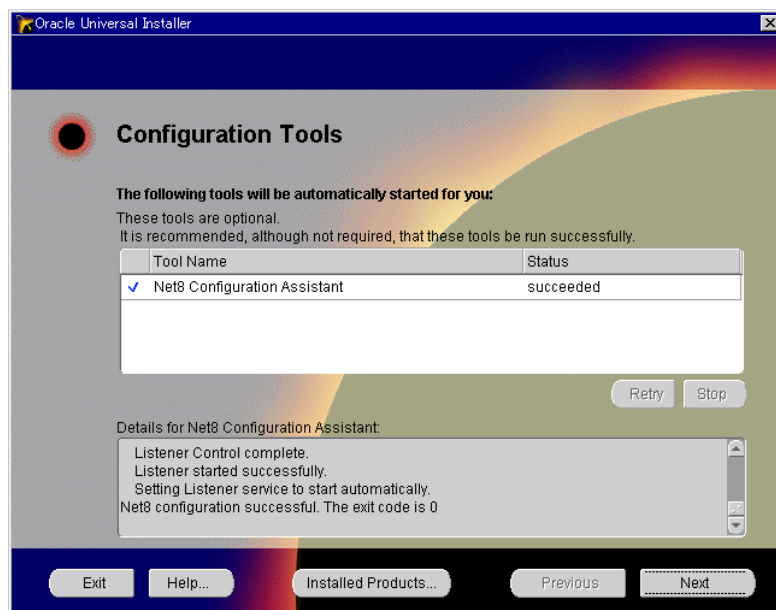 Oracle Universal Installer
Configuration Tools
The following tools will be automatically started for you:
These tools are optional.
It is recommended, although not required, that these tools be run successfully.
Tool Name Status
Net8 Configuration Assistant succeeded
Retry Stop
Details for Net8 Configuration Assistant:
Listener Control complete.
Listener started successfully.
Setting Listener service to start automatically.
Net8 configuration successful. The exit code is 0
Exit Help... Installed Products... Previous Next